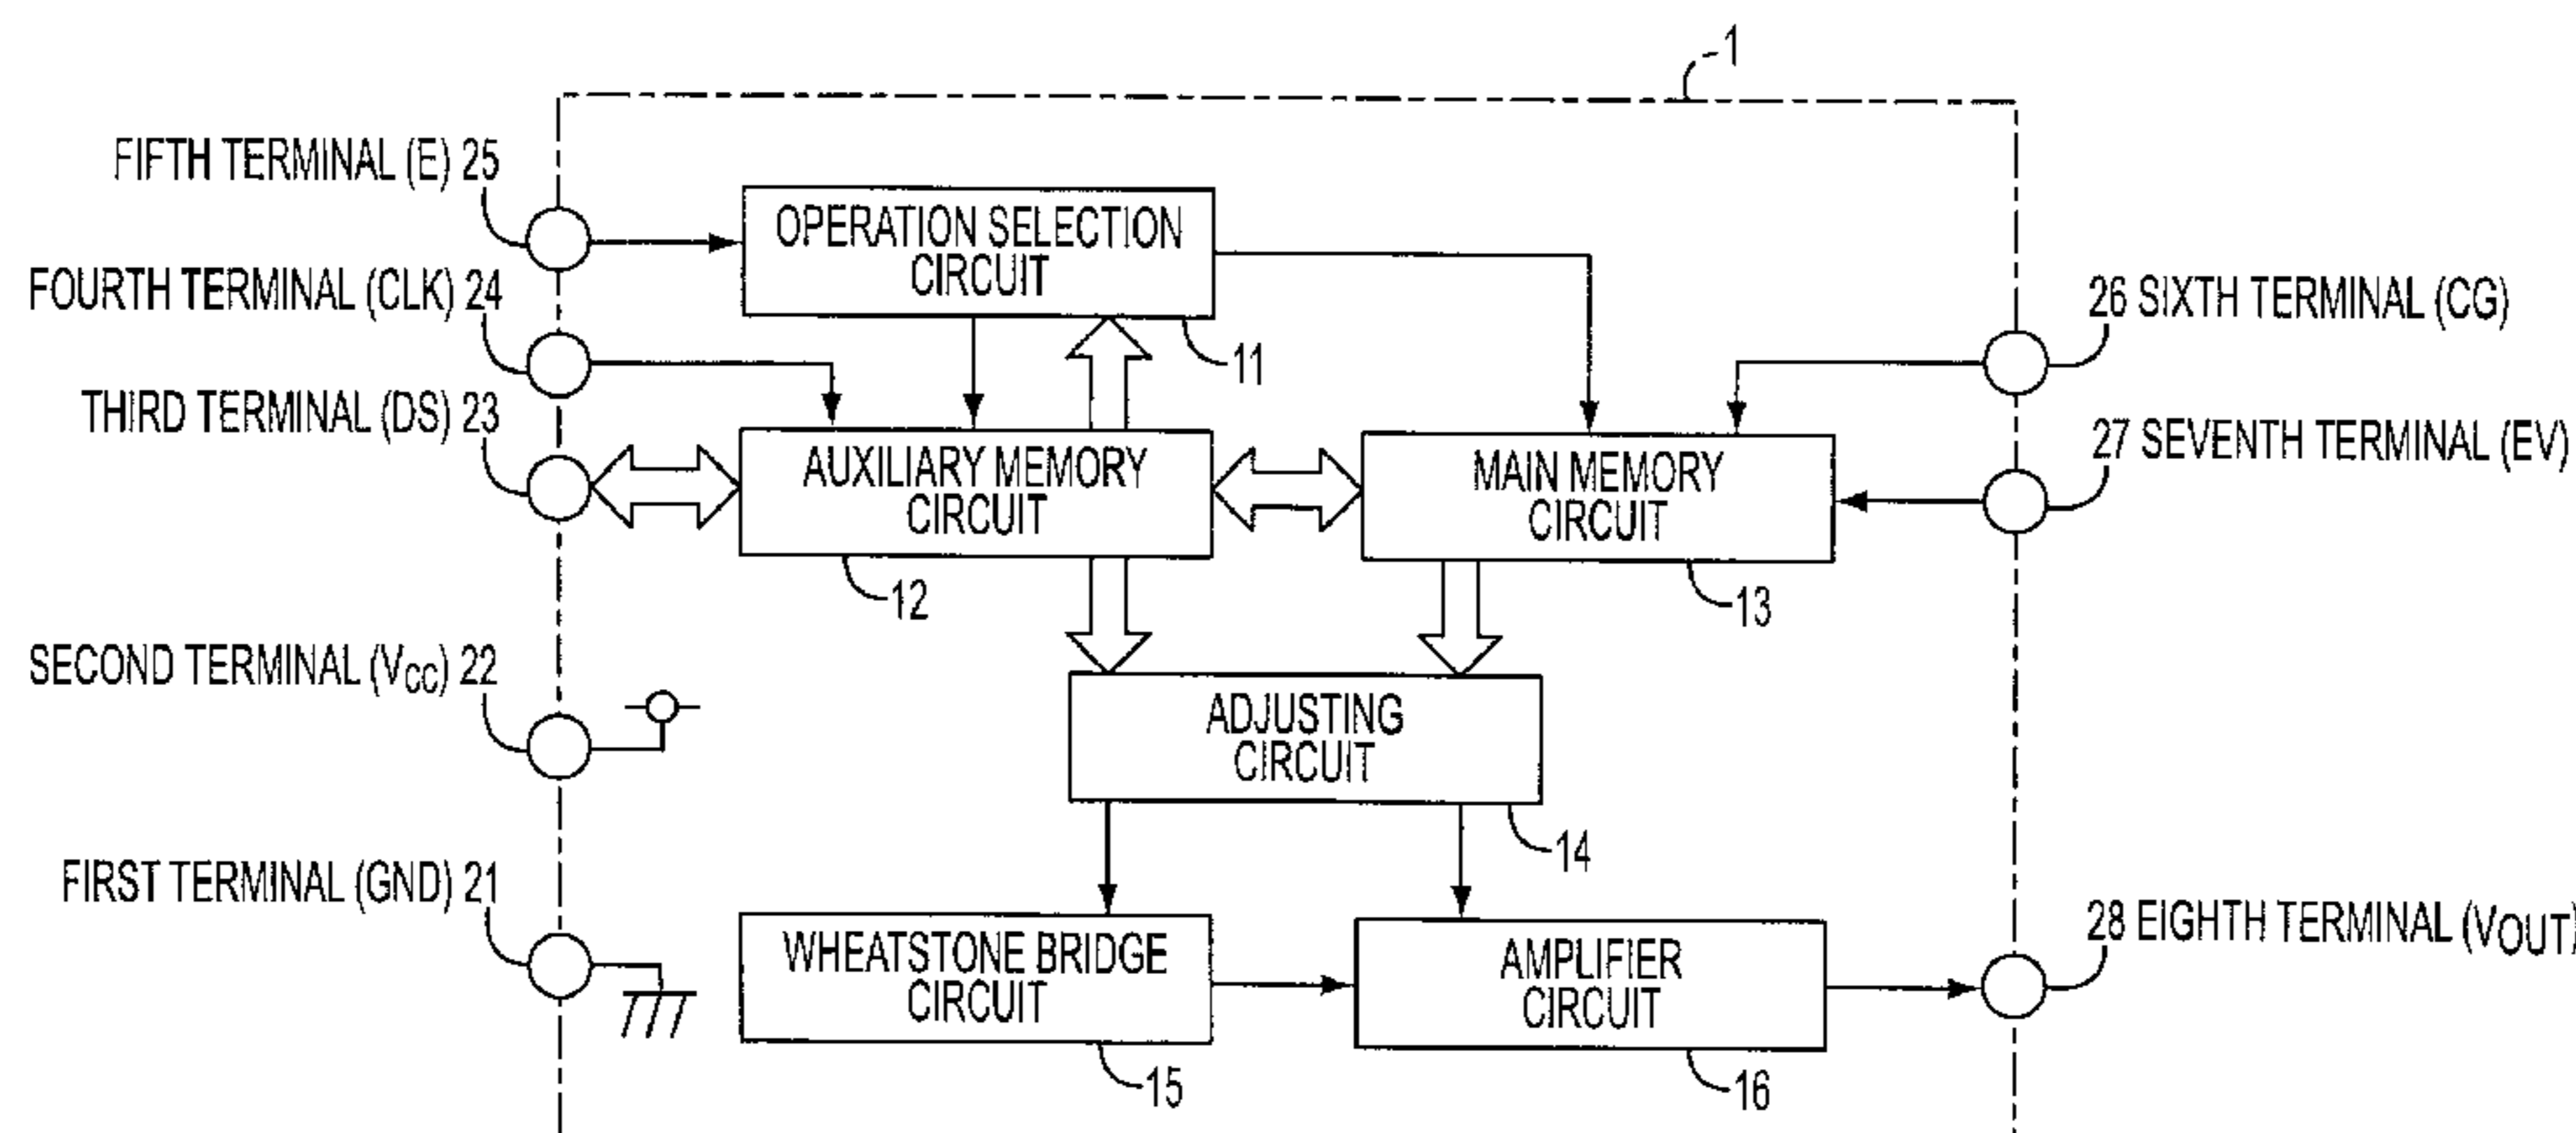 1
FIFTH TERMINAL (E) 25
OPERATION SELECTION
CIRCUIT
11
FOURTH TERMINAL (CLK) 24
26 SIXTH TERMINAL (CG)
THIRD TERMINAL (DS) 23
27 SEVENTH TERMINAL (EV)
AUXILIARY MEMORY
CIRCUIT
12
MAIN MEMORY
CIRCUIT
13
SECOND TERMINAL (VCC) 22
ADJUSTING
CIRCUIT
14
FIRST TERMINAL (GND) 21
WHEATSTONE BRIDGE
CIRCUIT
15
AMPLIFIER
CIRCUIT
16
28 EIGHTH TERMINAL (VOUT)